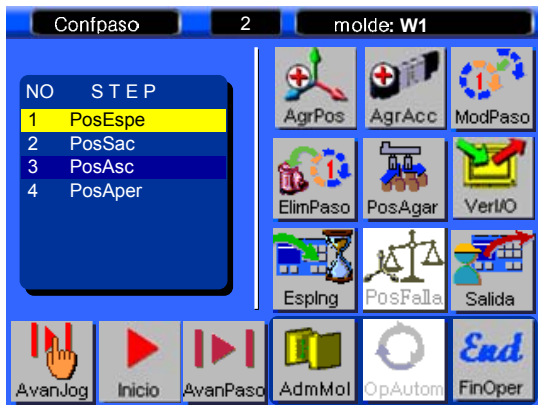 Confpaso 2 molde: W1
NO STEP
1 PosEspe
2 PosSac
3 PosAsc
4 PosAper
AgrPos AgrAcc ModPaso
ElimPaso PosAgar VerI/O
EspIng PosFalla Salida
AvanJog Inicio AvanPaso AdmMol OpAutom End FinOper